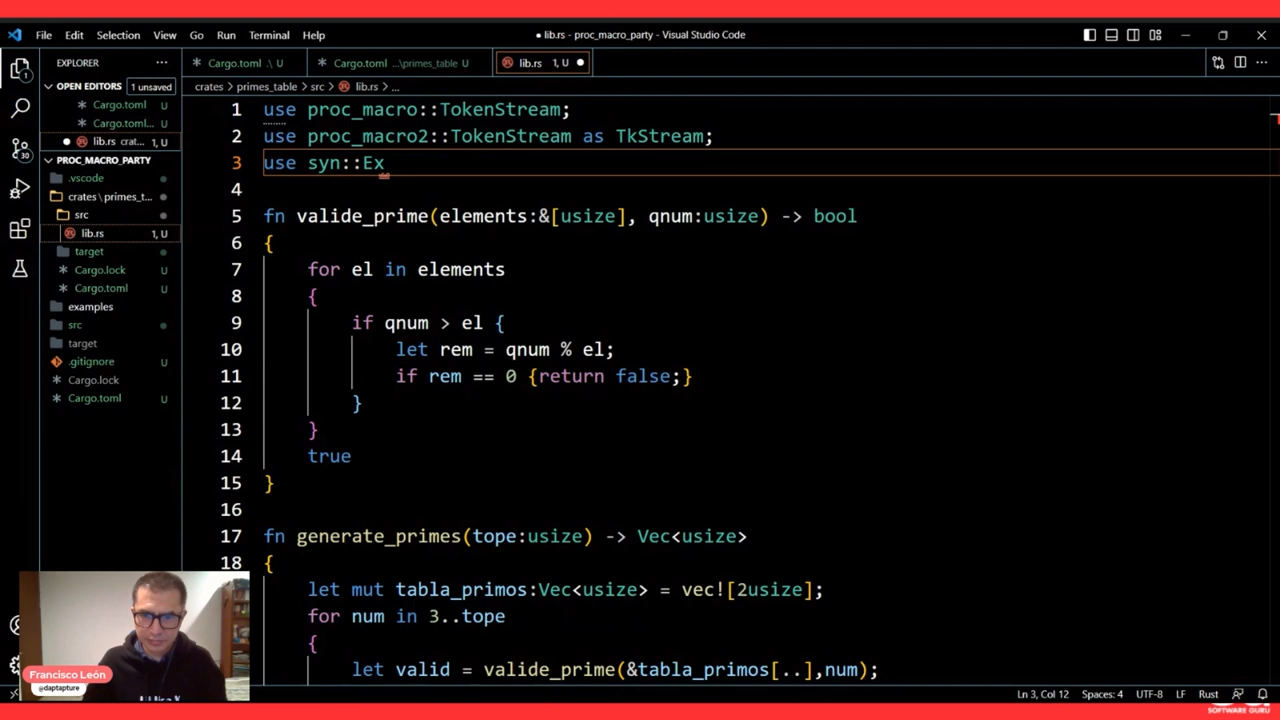 File Edit Selection View Go Run Terminal Help
● lib.rs - proc_macro_party - Visual Studio Code
EXPLORER
OPEN EDITORS 1 unsaved
Cargo.toml U
Cargo.toml... U
lib.rs crat... 1, U
PROC_MACRO_PARTY
.vscode
crates \ primes_t...
src
lib.rs 1, U
target
Cargo.lock U
Cargo.toml U
examples
src
target
.gitignore U
Cargo.lock
Cargo.toml U
1
30
Cargo.toml .\ U
Cargo.toml ...\primes_table U
lib.rs 1, U
crates > primes_table > src > lib.rs > ...
1 use proc_macro::TokenStream;
2 use proc_macro2::TokenStream as TkStream;
3 use syn::Ex
4
5 fn valide_prime(elements:&[usize], qnum:usize) -> bool
6 {
7 for el in elements
8 {
9 if qnum > el {
10 let rem = qnum % el;
11 if rem == 0 {return false;}
12 }
13 }
14 true
15 }
16
17 fn generate_primes(tope:usize) -> Vec<usize>
18 {
let mut tabla_primos:Vec<usize> = vec![2usize];
for num in 3..tope
{
let valid = valide_prime(&tabla_primos[..],num);
Francisco León
@daptapture
Ln 3, Col 12 Spaces: 4 UTF-8 LF Rust
SOFTWARE GURU